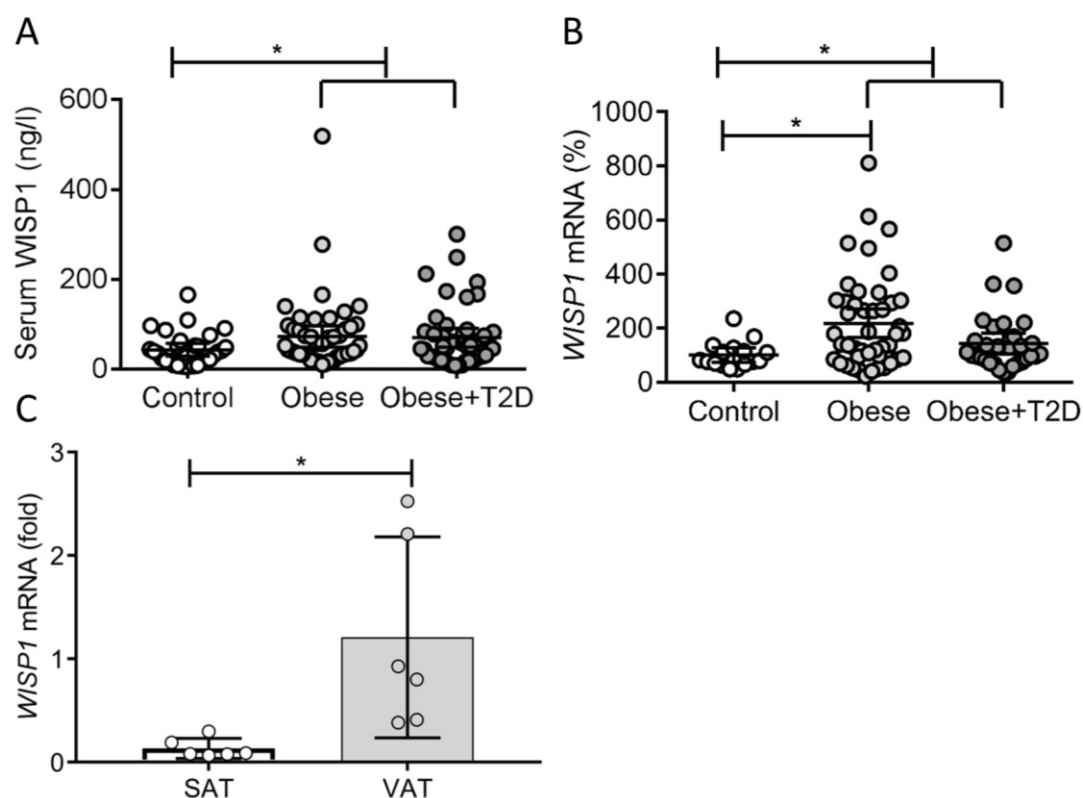 A
*
600
400
200
0
Serum WISP1 (ng/l)
Control Obese Obese+T2D
B
*
*
1000
800
600
400
200
0
WISP1 mRNA (%)
Control Obese Obese+T2D
C
*
3
2
1
0
WISP1 mRNA (fold)
SAT VAT